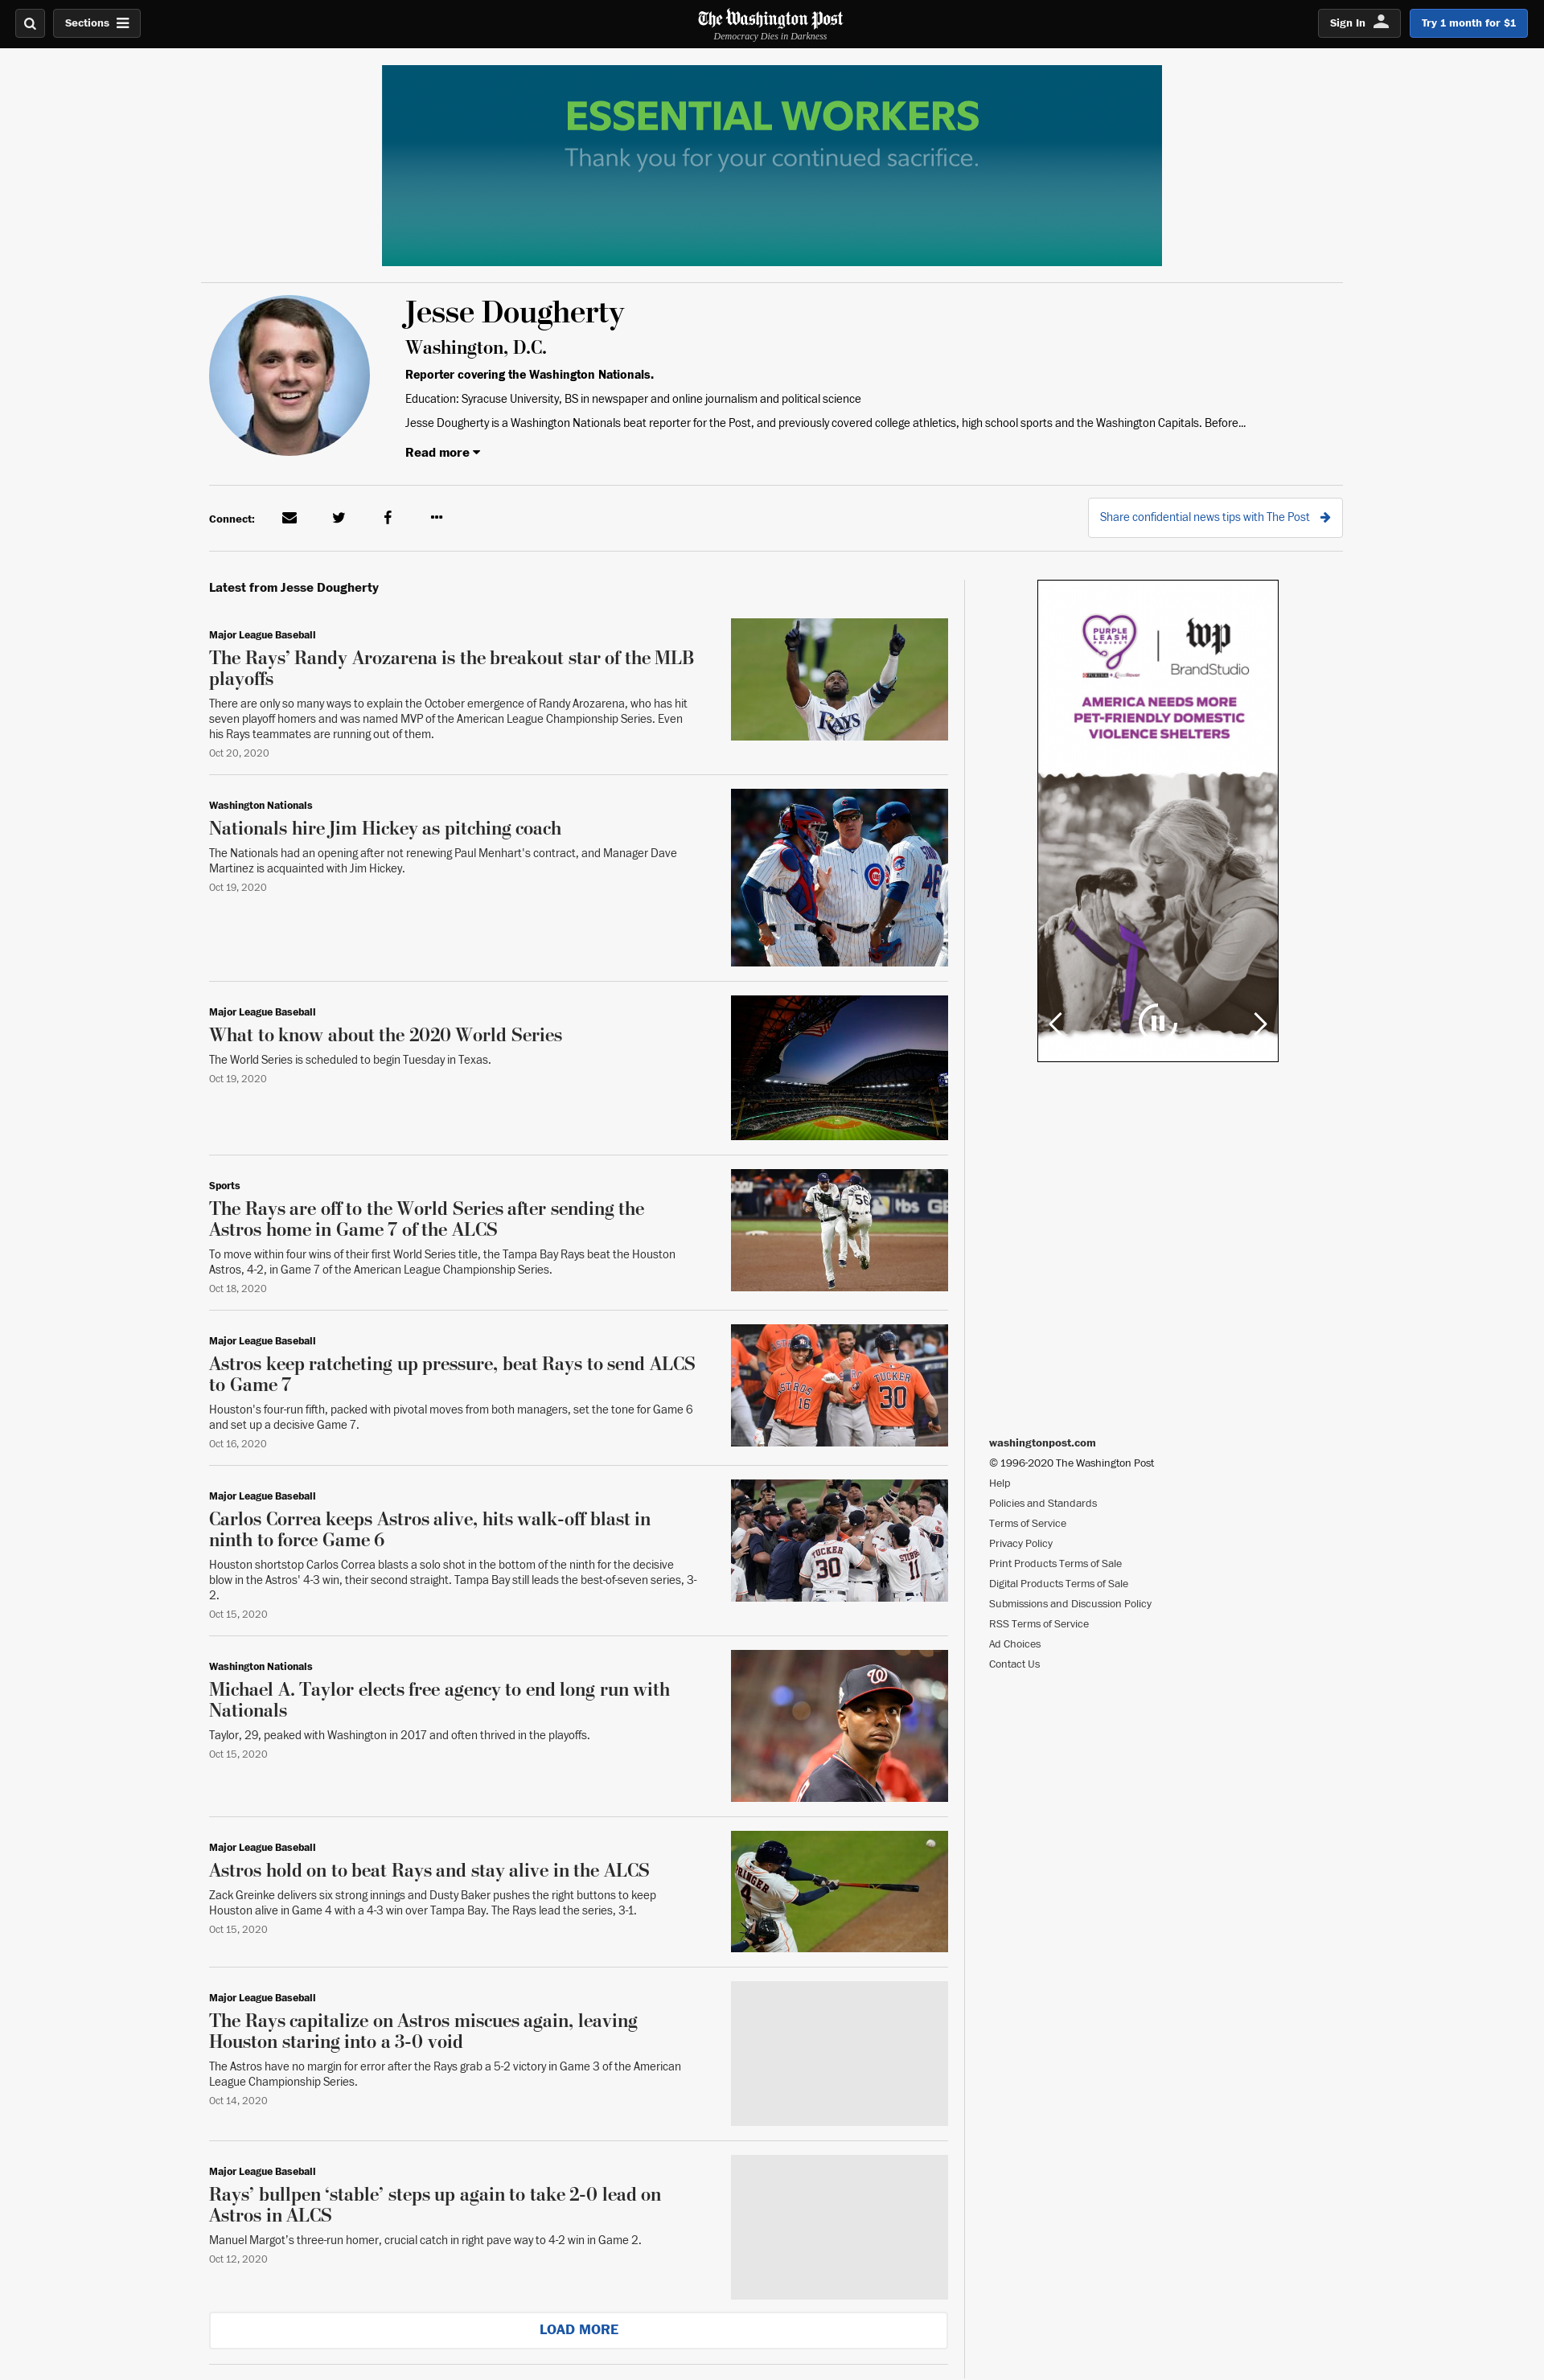 Sections
The Washington Post
Democracy Dies in Darkness
Sign In
Try 1 month for $1
ESSENTIAL WORKERS
Thank you for your continued sacrifice.
Jesse Dougherty
Washington, D.C.
Reporter covering the Washington Nationals.
Education: Syracuse University, BS in newspaper and online journalism and political science
Jesse Dougherty is a Washington Nationals beat reporter for the Post, and previously covered college athletics, high school sports and the Washington Capitals. Before...
Read more
Connect:
Share confidential news tips with The Post
Latest from Jesse Dougherty
Major League Baseball
The Rays’ Randy Arozarena is the breakout star of the MLB
playoffs
There are only so many ways to explain the October emergence of Randy Arozarena, who has hit
seven playoff homers and was named MVP of the American League Championship Series. Even
his Rays teammates are running out of them.
Oct 20, 2020
RAYS
Washington Nationals
Nationals hire Jim Hickey as pitching coach
The Nationals had an opening after not renewing Paul Menhart's contract, and Manager Dave
Martinez is acquainted with Jim Hickey.
Oct 19, 2020
46
Major League Baseball
What to know about the 2020 World Series
The World Series is scheduled to begin Tuesday in Texas.
Oct 19, 2020
Sports
The Rays are off to the World Series after sending the
Astros home in Game 7 of the ALCS
To move within four wins of their first World Series title, the Tampa Bay Rays beat the Houston
Astros, 4-2, in Game 7 of the American League Championship Series.
Oct 18, 2020
56
tbs GE
Major League Baseball
Astros keep ratcheting up pressure, beat Rays to send ALCS
to Game 7
Houston's four-run fifth, packed with pivotal moves from both managers, set the tone for Game 6
and set up a decisive Game 7.
Oct 16, 2020
ASTROS
16
TUCKER
30
Major League Baseball
Carlos Correa keeps Astros alive, hits walk-off blast in
ninth to force Game 6
Houston shortstop Carlos Correa blasts a solo shot in the bottom of the ninth for the decisive
blow in the Astros' 4-3 win, their second straight. Tampa Bay still leads the best-of-seven series, 3-
2.
Oct 15, 2020
TUCKER
30
11
Washington Nationals
Michael A. Taylor elects free agency to end long run with
Nationals
Taylor, 29, peaked with Washington in 2017 and often thrived in the playoffs.
Oct 15, 2020
W
Major League Baseball
Astros hold on to beat Rays and stay alive in the ALCS
Zack Greinke delivers six strong innings and Dusty Baker pushes the right buttons to keep
Houston alive in Game 4 with a 4-3 win over Tampa Bay. The Rays lead the series, 3-1.
Oct 15, 2020
RINGER
4
Major League Baseball
The Rays capitalize on Astros miscues again, leaving
Houston staring into a 3-0 void
The Astros have no margin for error after the Rays grab a 5-2 victory in Game 3 of the American
League Championship Series.
Oct 14, 2020
Major League Baseball
Rays’ bullpen ‘stable’ steps up again to take 2-0 lead on
Astros in ALCS
Manuel Margot's three-run homer, crucial catch in right pave way to 4-2 win in Game 2.
Oct 12, 2020
LOAD MORE
PURPLE
LEASH
PROJECT
PURINA
wp
BrandStudio
AMERICA NEEDS MORE
PET-FRIENDLY DOMESTIC
VIOLENCE SHELTERS
washingtonpost.com
© 1996-2020 The Washington Post
Help
Policies and Standards
Terms of Service
Privacy Policy
Print Products Terms of Sale
Digital Products Terms of Sale
Submissions and Discussion Policy
RSS Terms of Service
Ad Choices
Contact Us